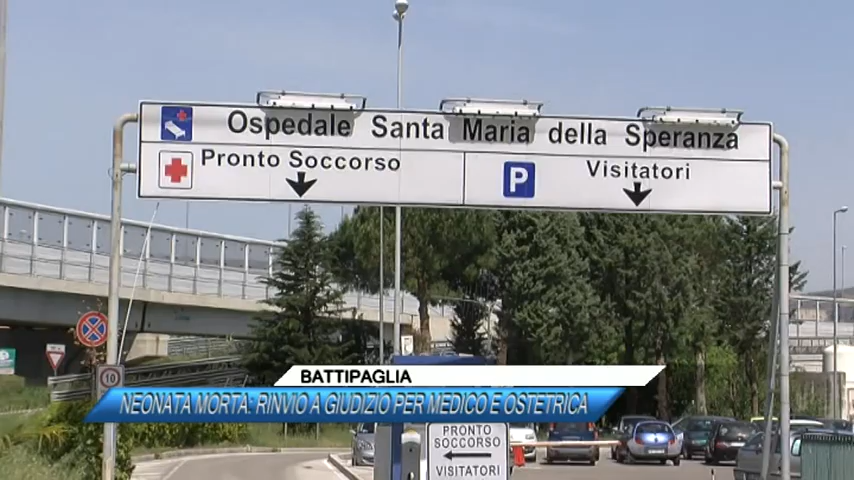 Ospedale Santa Maria della Speranza
Pronto Soccorso
P
Visitatori
10
BATTIPAGLIA
NEONATA MORTA: RINVIO A GIUDIZIO PER MEDICO E OSTETRICA
PRONTO
SOCCORSO
VISITATORI